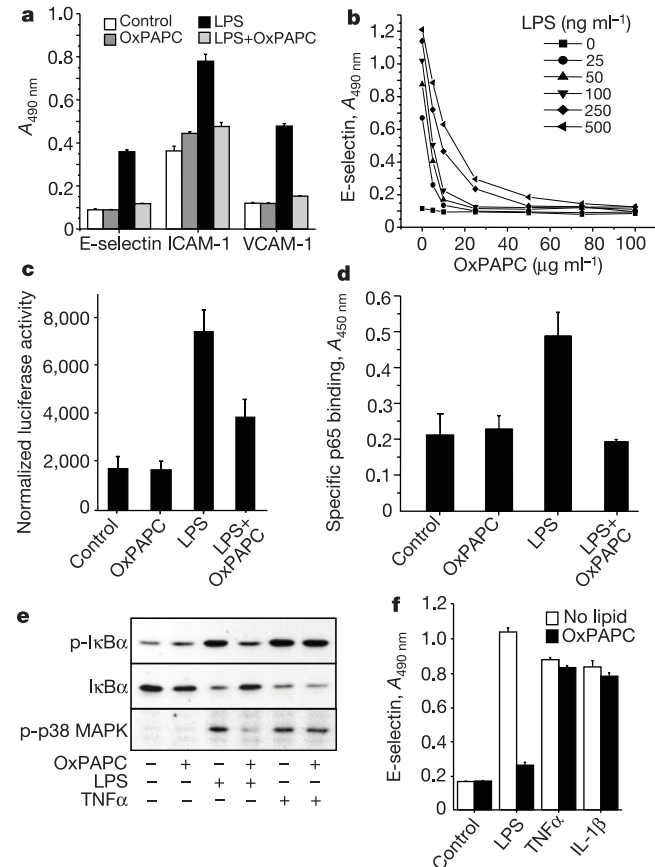 a
Control
LPS
OxPAPC
LPS+OxPAPC
A490 nm
1.0
0.8
0.6
0.4
0.2
0
E-selectin ICAM-1 VCAM-1
b
LPS (ng ml–1)
0
25
50
100
250
500
E-selectin, A490 nm
1.2
1.0
0.8
0.6
0.4
0.2
0
0 20 40 60 80 100
OxPAPC (μg ml–1)
c
Normalized luciferase activity
8,000
6,000
4,000
2,000
0
Control
OxPAPC
LPS
LPS+
OxPAPC
d
Specific p65 binding, A450 nm
0.6
0.5
0.4
0.3
0.2
0.1
0
Control
OxPAPC
LPS
LPS+
OxPAPC
e
p-IκBα
IκBα
p-p38 MAPK
OxPAPC – + – + – +
LPS – – + + – –
TNFα – – – – + +
f
No lipid
OxPAPC
E-selectin, A490 nm
1.2
1.0
0.8
0.6
0.4
0.2
0
Control
LPS
TNFα
IL-1β